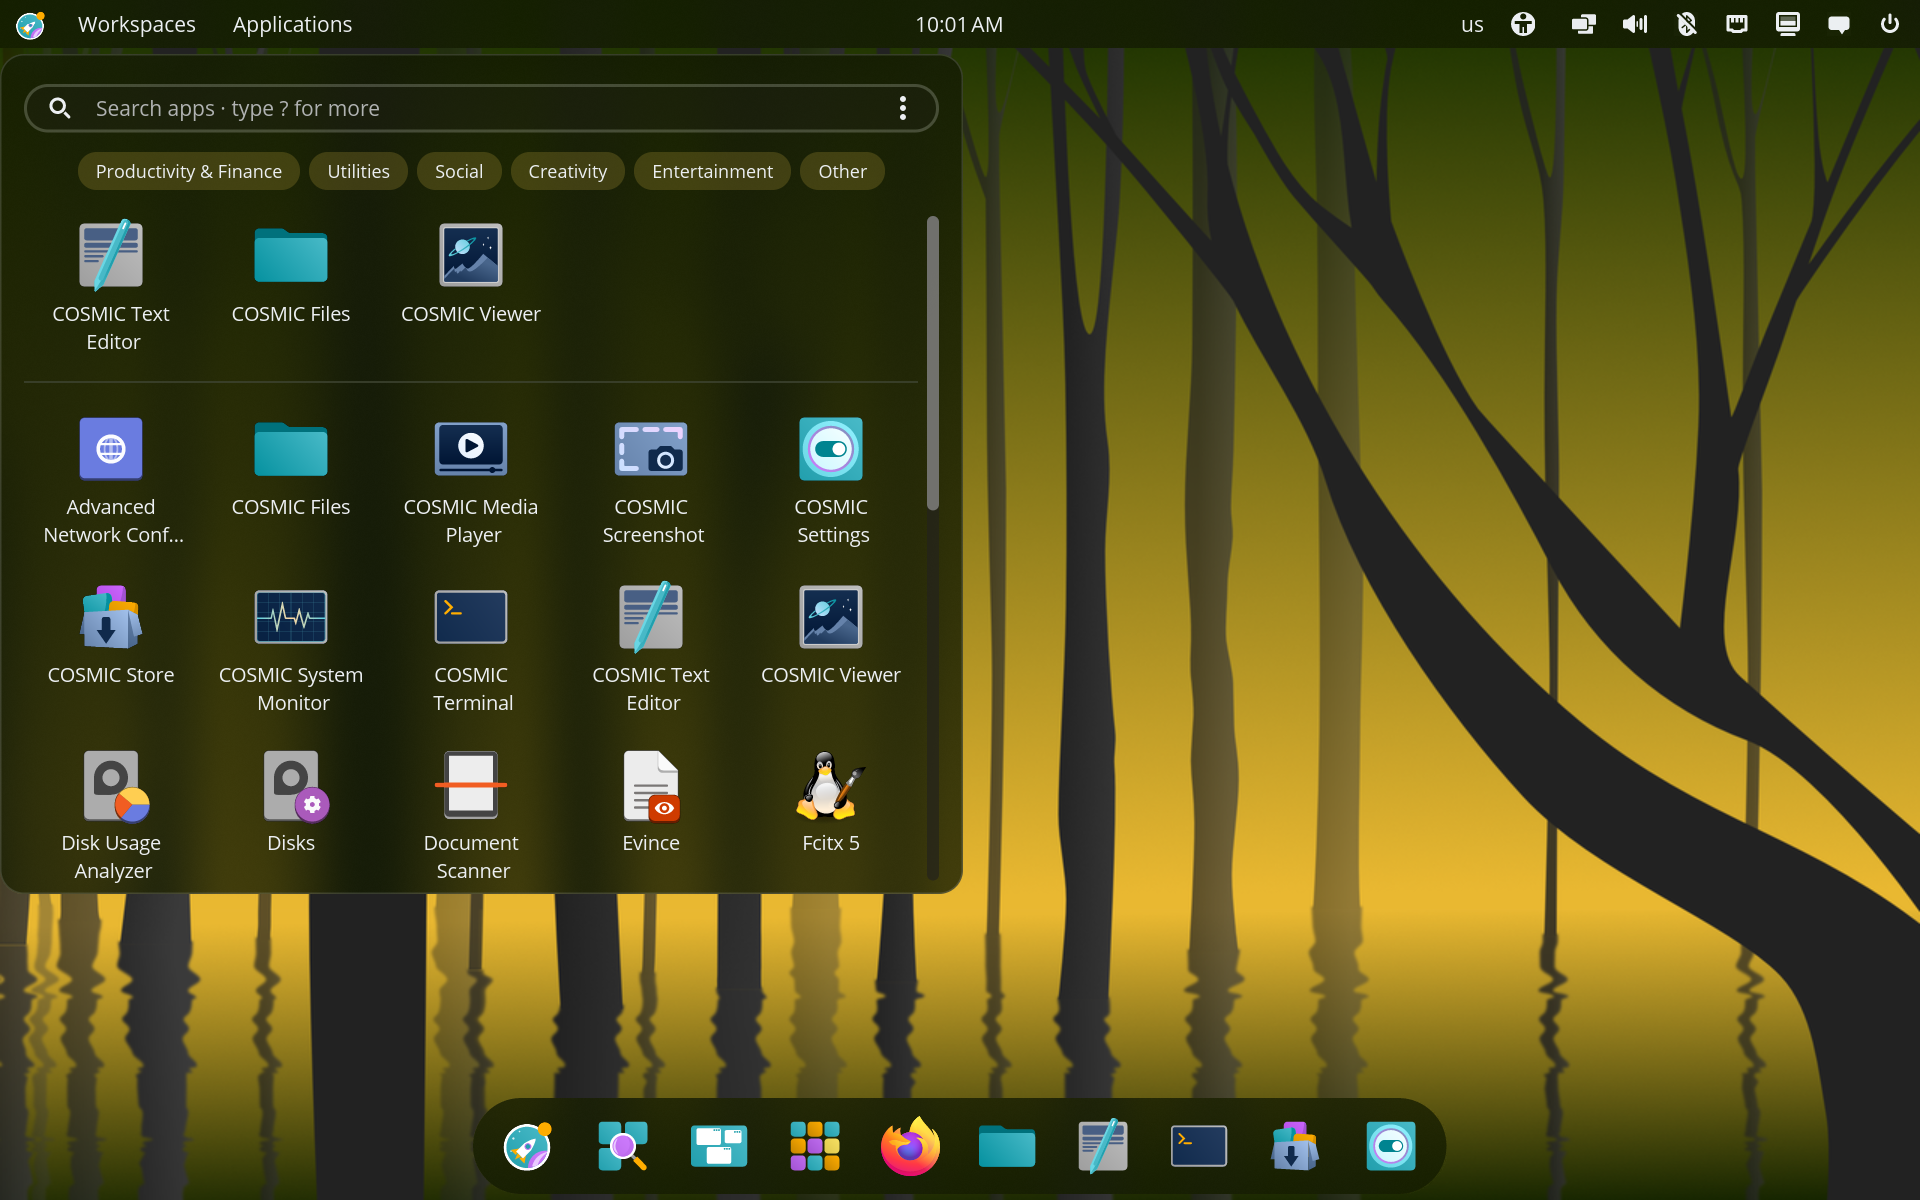 Workspaces Applications 10:01 AM us
Search apps · type ? for more
Productivity & Finance Utilities Social Creativity Entertainment Other
COSMIC Text
Editor
COSMIC Files
COSMIC Viewer
Advanced
Network Conf...
COSMIC Files
COSMIC Media
Player
COSMIC
Screenshot
COSMIC
Settings
COSMIC Store
COSMIC System
Monitor
COSMIC
Terminal
COSMIC Text
Editor
COSMIC Viewer
Disk Usage
Analyzer
Disks
Document
Scanner
Evince
Fcitx 5